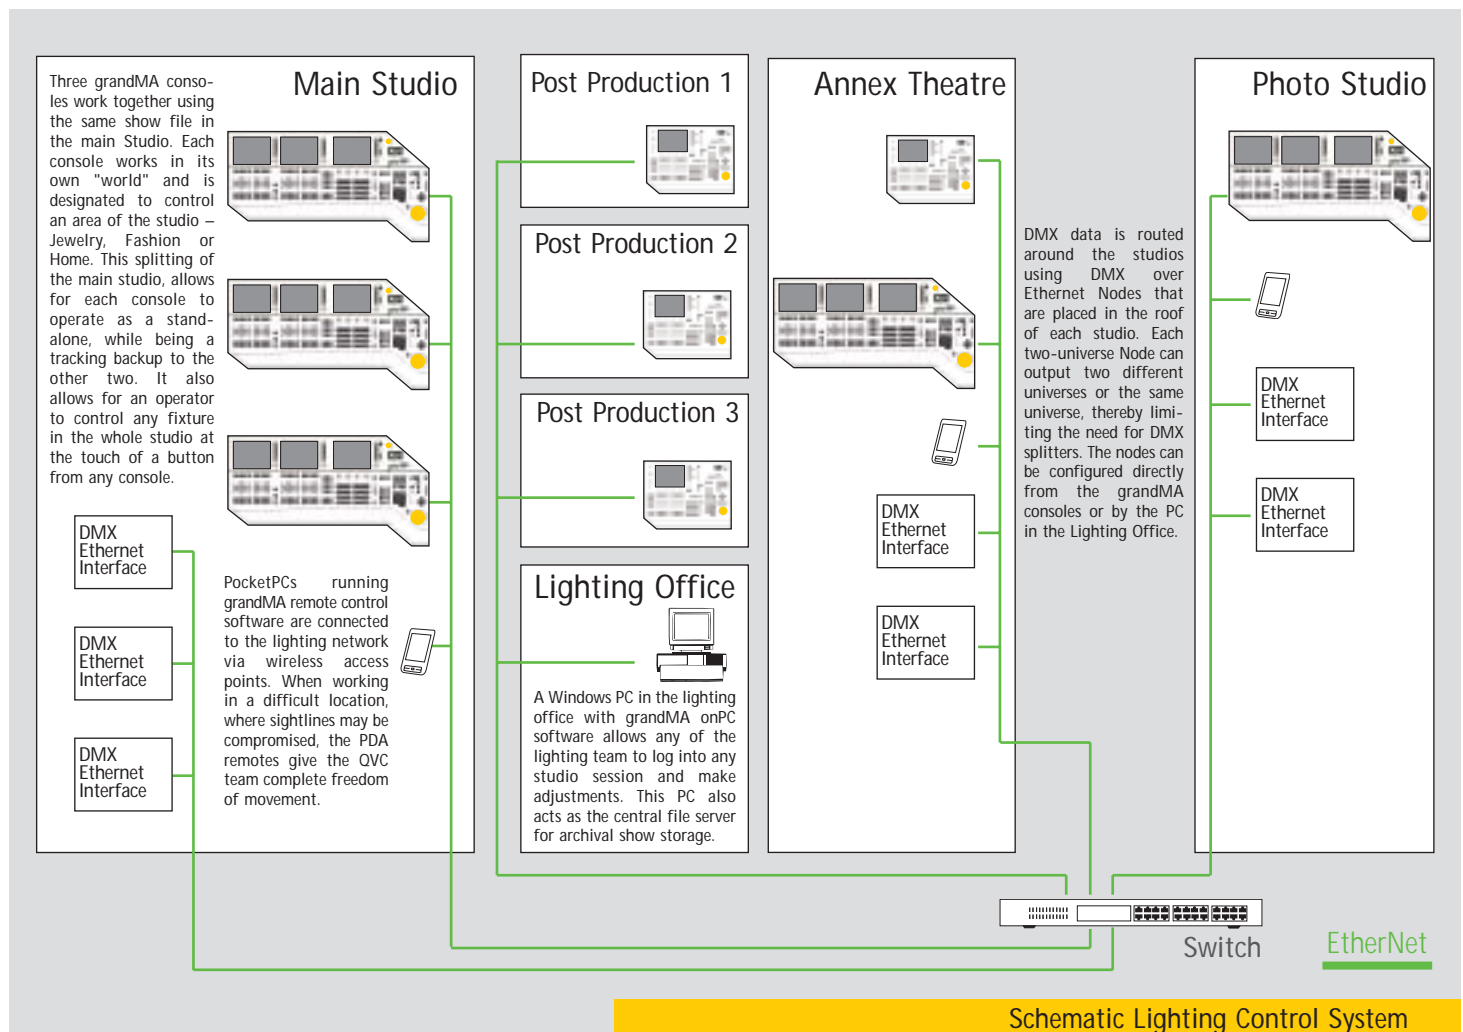 Main Studio
Three grandMA conso-
les work together using
the same show file in
the main Studio. Each
console works in its
own "world" and is
designated to control
an area of the studio –
Jewelry, Fashion or
Home. This splitting of
the main studio, allows
for each console to
operate as a stand-
alone, while being a
tracking backup to the
other two. It also
allows for an operator
to control any fixture
in the whole studio at
the touch of a button
from any console.
DMX
Ethernet
Interface
DMX
Ethernet
Interface
DMX
Ethernet
Interface
PocketPCs running
grandMA remote control
software are connected
to the lighting network
via wireless access
points. When working
in a difficult location,
where sightlines may be
compromised, the PDA
remotes give the QVC
team complete freedom
of movement.
Post Production 1
Post Production 2
Post Production 3
Lighting Office
A Windows PC in the lighting
office with grandMA onPC
software allows any of the
lighting team to log into any
studio session and make
adjustments. This PC also
acts as the central file server
for archival show storage.
Annex Theatre
DMX
Ethernet
Interface
DMX
Ethernet
Interface
DMX data is routed
around the studios
using DMX over
Ethernet Nodes that
are placed in the roof
of each studio. Each
two-universe Node can
output two different
universes or the same
universe, thereby limi-
ting the need for DMX
splitters. The nodes can
be configured directly
from the grandMA
consoles or by the PC
in the Lighting Office.
Photo Studio
DMX
Ethernet
Interface
DMX
Ethernet
Interface
Switch
EtherNet
Schematic Lighting Control System